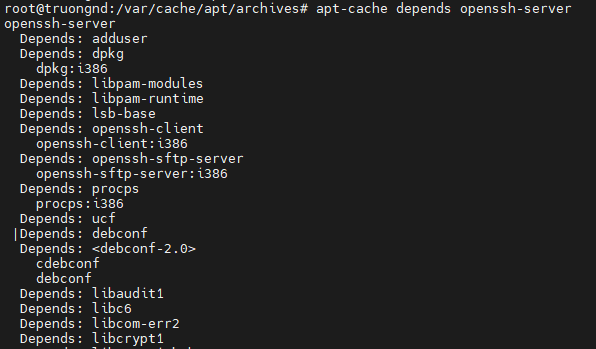 root@truongnd:/var/cache/apt/archives# apt-cache depends openssh-server
openssh-server
  Depends: adduser
  Depends: dpkg
    dpkg:i386
  Depends: libpam-modules
  Depends: libpam-runtime
  Depends: lsb-base
  Depends: openssh-client
    openssh-client:i386
  Depends: openssh-sftp-server
    openssh-sftp-server:i386
  Depends: procps
    procps:i386
  Depends: ucf
 |Depends: debconf
  Depends: <debconf-2.0>
    cdebconf
    debconf
  Depends: libaudit1
  Depends: libc6
  Depends: libcom-err2
  Depends: libcrypt1